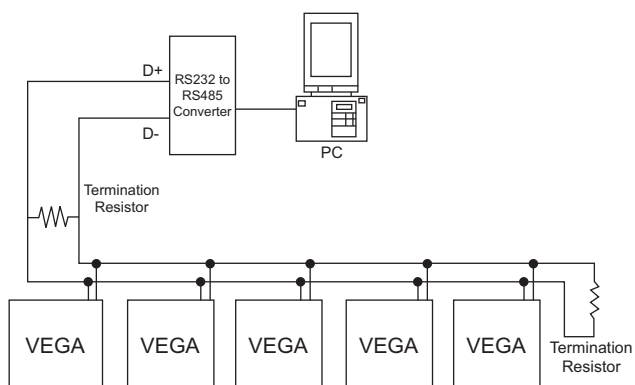 D+
RS232 to
RS485
Converter
D-
PC
Termination
Resistor
VEGA
VEGA
VEGA
VEGA
VEGA
Termination
Resistor